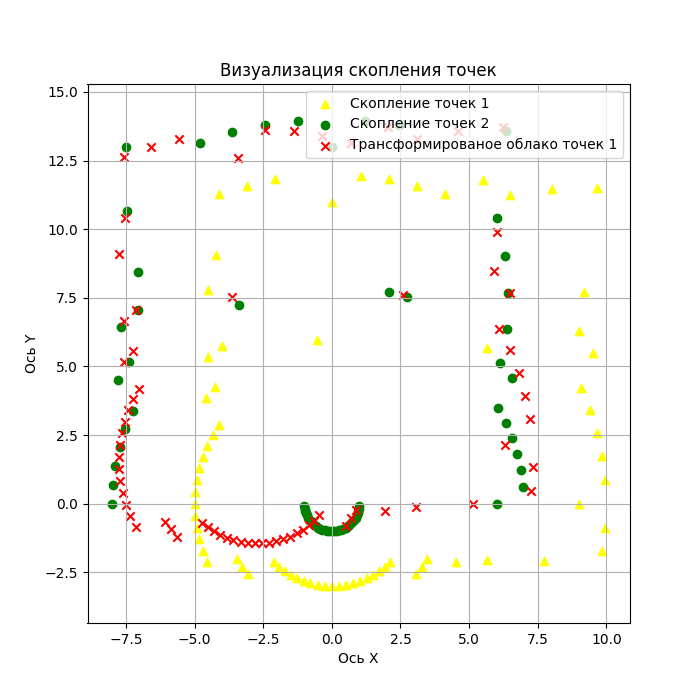 Визуализация скопления точек
Скопление точек 1
Скопление точек 2
Трансформированое облако точек 1
15.0
12.5
10.0
7.5
5.0
2.5
0.0
−2.5
Ось Y
−7.5 −5.0 −2.5 0.0 2.5 5.0 7.5 10.0
Ось X